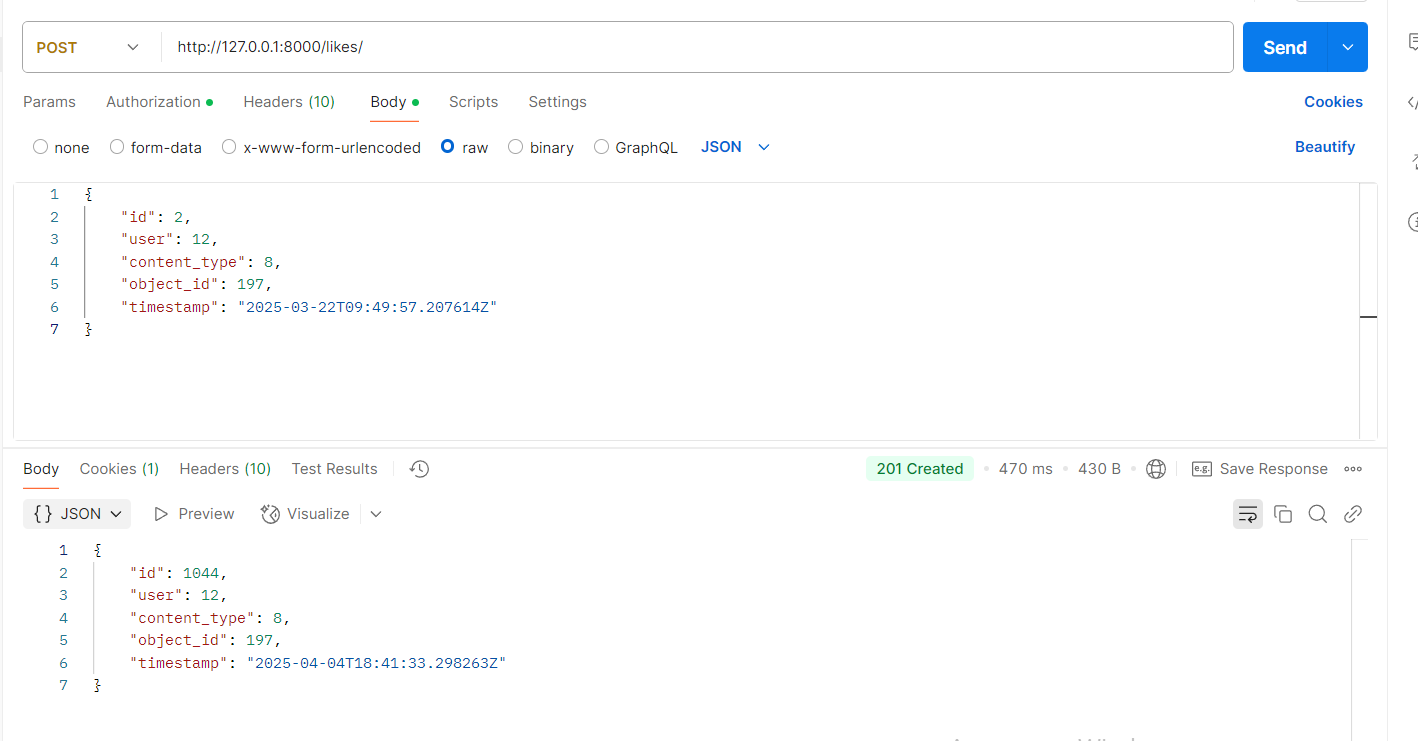 POST http://127.0.0.1:8000/likes/ Send
Params Authorization Headers (10) Body Scripts Settings Cookies
none form-data x-www-form-urlencoded raw binary GraphQL JSON Beautify
1 {
2 "id": 2,
3 "user": 12,
4 "content_type": 8,
5 "object_id": 197,
6 "timestamp": "2025-03-22T09:49:57.207614Z"
7 }
Body Cookies (1) Headers (10) Test Results 201 Created 470 ms 430 B e.g. Save Response
{} JSON Preview Visualize
1 {
2 "id": 1044,
3 "user": 12,
4 "content_type": 8,
5 "object_id": 197,
6 "timestamp": "2025-04-04T18:41:33.298263Z"
7 }